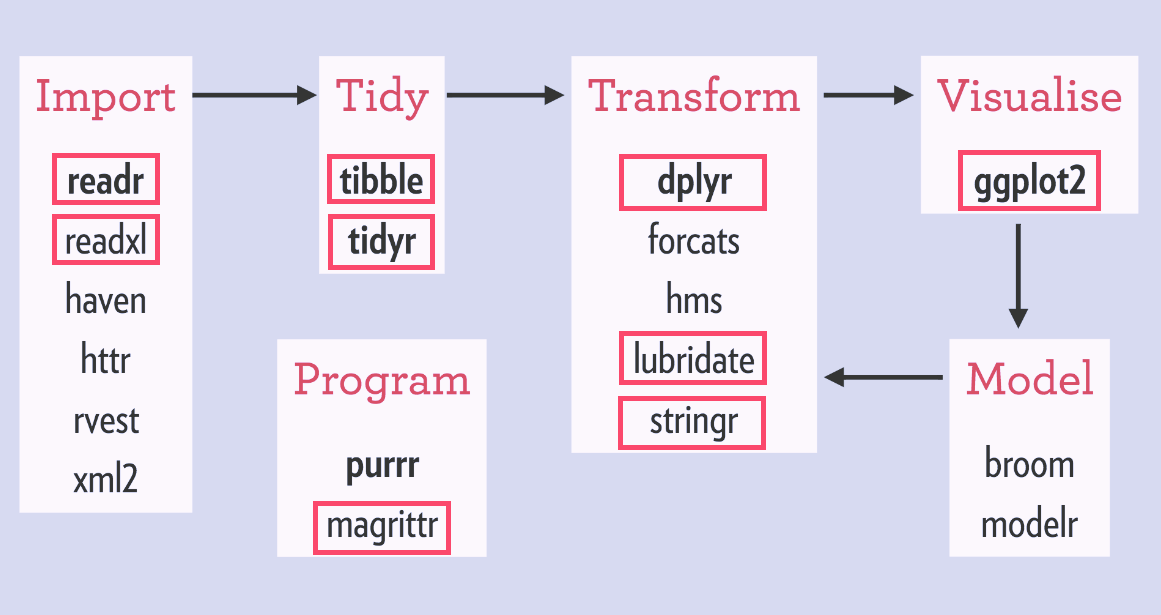 Import
readr
readxl
haven
httr
rvest
xml2
Tidy
tibble
tidyr
Program
purrr
magrittr
Transform
dplyr
forcats
hms
lubridate
stringr
Visualise
ggplot2
Model
broom
modelr